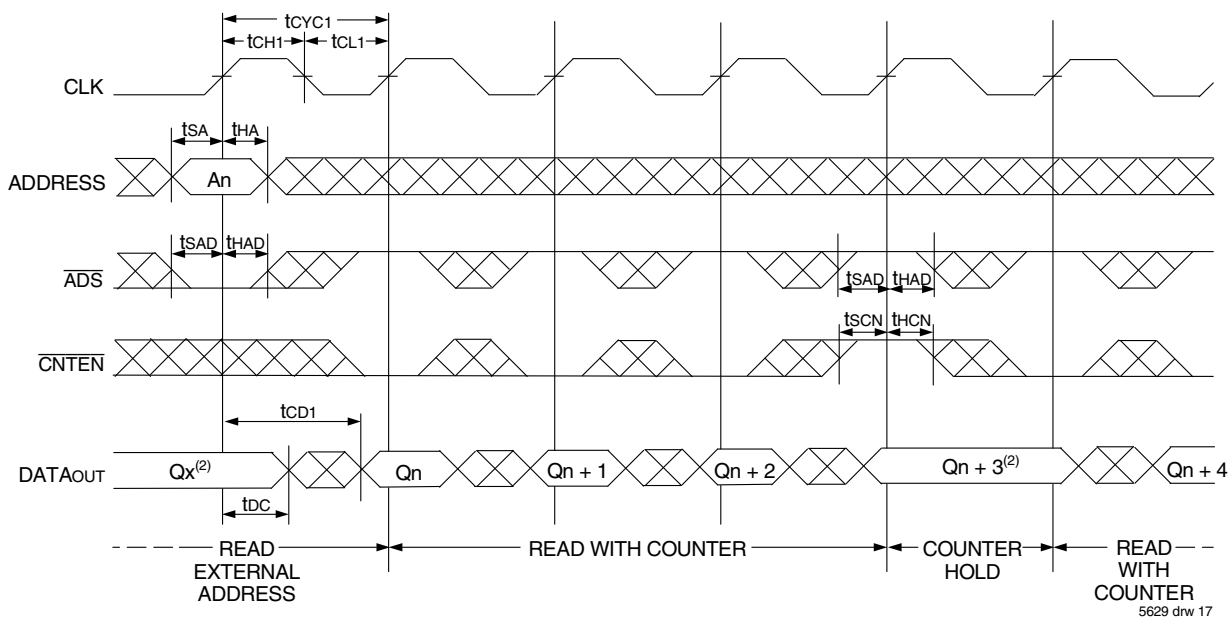 tCYC1
tCH1 tCL1
CLK
tSA tHA
ADDRESS An
tSAD tHAD
ADS
tSAD tHAD
tSCN tHCN
CNTEN
tCD1
DATAOUT Qx(2) Qn Qn + 1 Qn + 2 Qn + 3(2) Qn + 4
tDC
READ EXTERNAL ADDRESS
READ WITH COUNTER
COUNTER HOLD
READ WITH COUNTER
5629 drw 17